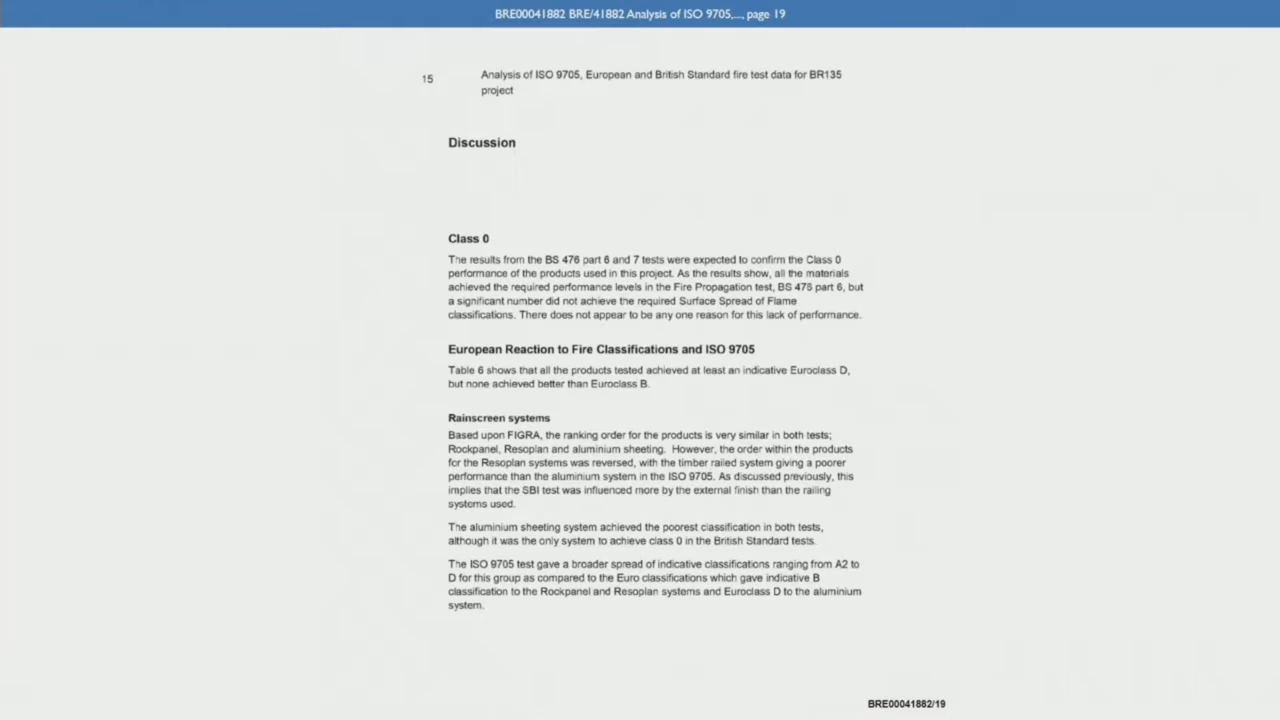 BRE00041882 BRE/41882 Analysis of ISO 9705,..., page 19
15 Analysis of ISO 9705, European and British Standard fire test data for BR135
project
Discussion
Class 0
The results from the BS 476 part 6 and 7 tests were expected to confirm the Class 0
performance of the products used in this project. As the results show, all the materials
achieved the required performance levels in the Fire Propagation test, BS 476 part 6, but
a significant number did not achieve the required Surface Spread of Flame
classifications. There does not appear to be any one reason for this lack of performance.
European Reaction to Fire Classifications and ISO 9705
Table 6 shows that all the products tested achieved at least an indicative Euroclass D,
but none achieved better than Euroclass B.
Rainscreen systems
Based upon FIGRA, the ranking order for the products is very similar in both tests;
Rockpanel, Resoplan and aluminium sheeting. However, the order within the products
for the Resoplan systems was reversed, with the timber railed system giving a poorer
performance than the aluminium system in the ISO 9705. As discussed previously, this
implies that the SBI test was influenced more by the external finish than the railing
systems used.
The aluminium sheeting system achieved the poorest classification in both tests,
although it was the only system to achieve class 0 in the British Standard tests.
The ISO 9705 test gave a broader spread of indicative classifications ranging from A2 to
D for this group as compared to the Euro classifications which gave indicative B
classification to the Rockpanel and Resoplan systems and Euroclass D to the aluminium
system.
BRE00041882/19